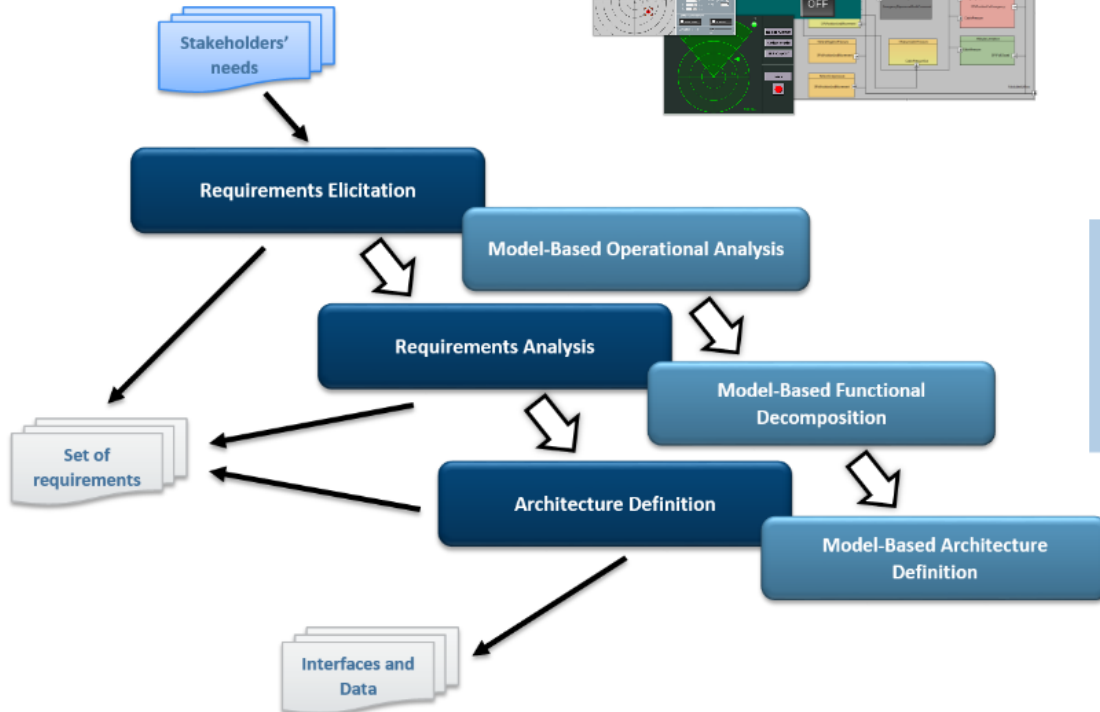 OFF
Stakeholders'
needs
Requirements Elicitation
Model-Based Operational Analysis
Requirements Analysis
Model-Based Functional
Decomposition
Set of
requirements
Architecture Definition
Model-Based Architecture
Definition
Interfaces and
Data